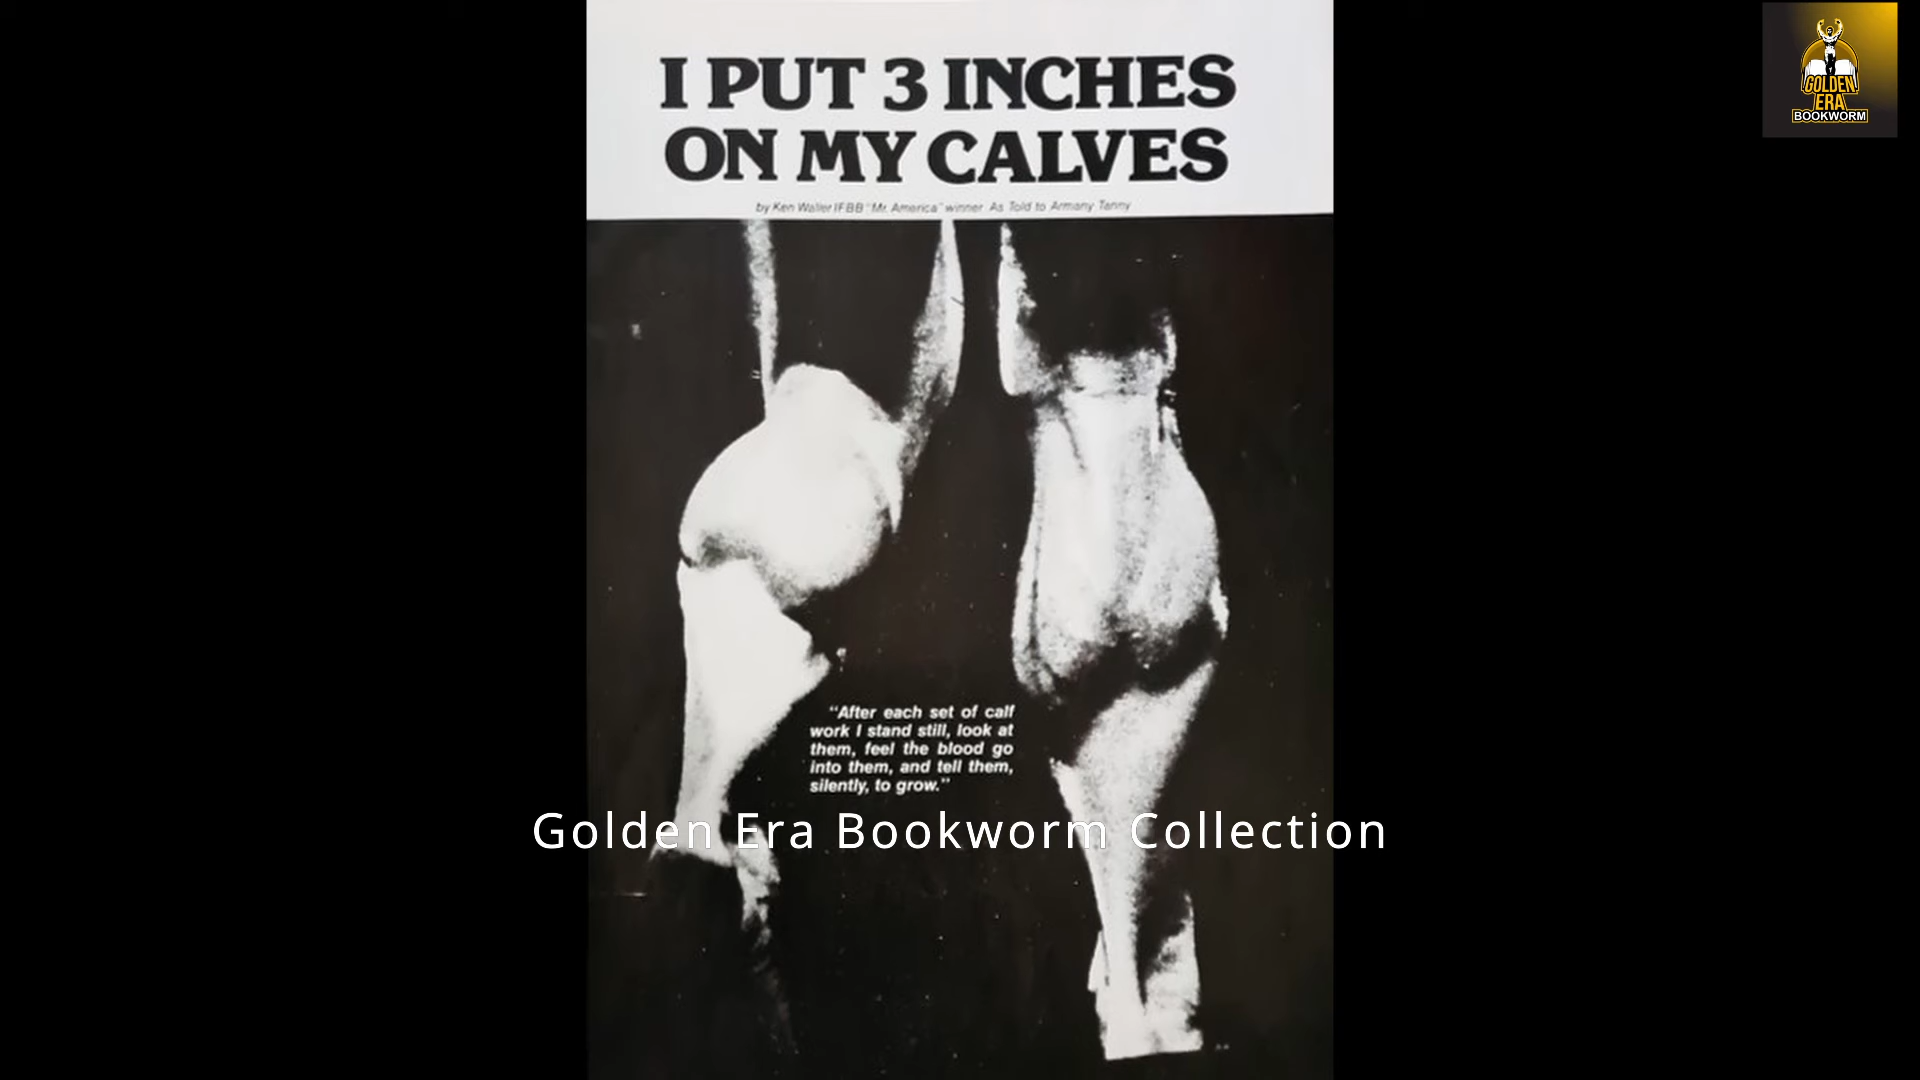 I PUT 3 INCHES
ON MY CALVES
by Ken Waller IFBB "Mr. America" winner As Told to Armany Tanny
"After each set of calf
work I stand still, look at
them, feel the blood go
into them, and tell them,
silently, to grow."
Golden Era Bookworm Collection
GOLDEN
ERA
BOOKWORM